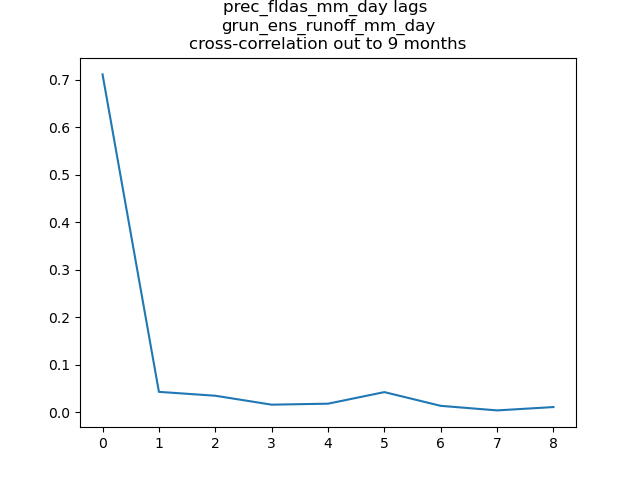 prec_fldas_mm_day lags
grun_ens_runoff_mm_day
cross-correlation out to 9 months
0.7
0.6
0.5
0.4
0.3
0.2
0.1
0.0
0 1 2 3 4 5 6 7 8